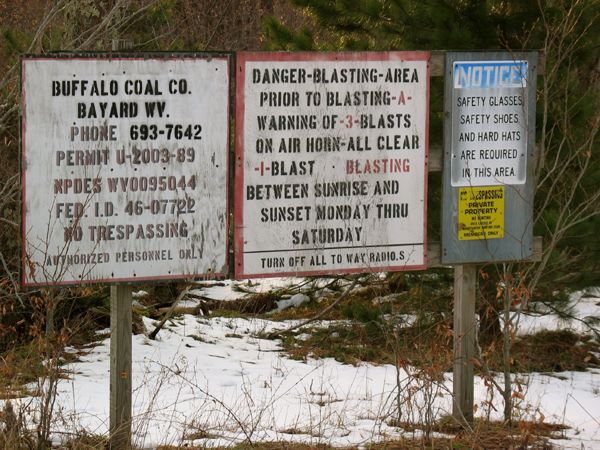 BUFFALO COAL CO.
BAYARD WV.
PHONE 693-7642
PERMIT U-2003-89
NPDES WV0095044
FED. I.D. 46-07722
NO TRESPASSING
AUTHORIZED PERSONNEL ONLY
DANGER-BLASTING-AREA
PRIOR TO BLASTING-A-
WARNING OF-3-BLASTS
ON AIR HORN-ALL CLEAR
-1-BLAST . BLASTING
BETWEEN SUNRISE AND
SUNSET MONDAY THRU
SATURDAY
TURN OFF ALL TO WAY RADIO.S
NOTICE
SAFETY GLASSES
SAFETY SHOES
AND HARD HATS
ARE REQUIRED
IN THIS AREA
PRIVATE
PROPERTY